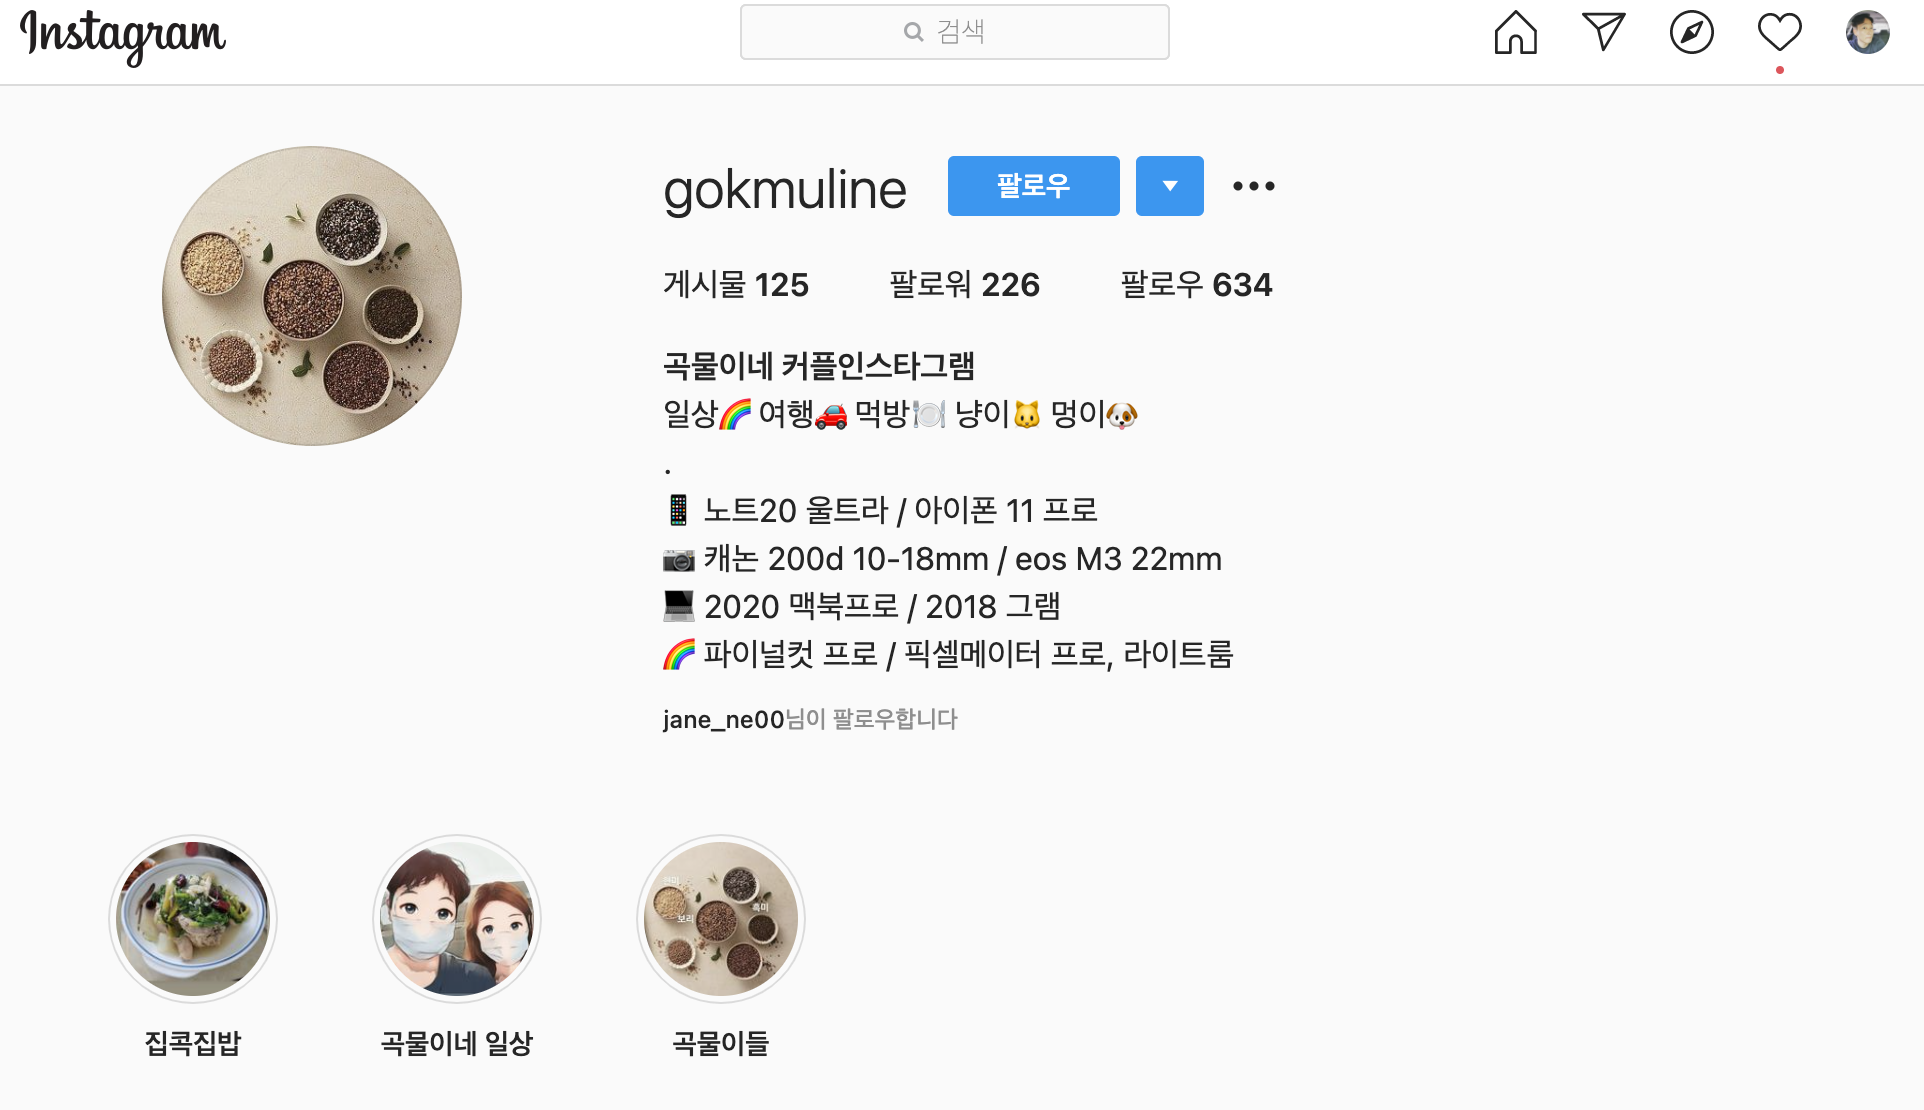 Instagram
검색
gokmuline
팔로우
게시물 125
팔로워 226
팔로우 634
곡물이네 커플인스타그램
일상🌈 여행🚗 먹방🍽️ 냥이🐱 멍이🐶
.
📱 노트20 울트라 / 아이폰 11 프로
📷 캐논 200d 10-18mm / eos M3 22mm
💻 2020 맥북프로 / 2018 그램
🌈 파이널컷 프로 / 픽셀메이터 프로, 라이트룸
jane_ne00님이 팔로우합니다
현미
흑미
보리
집콕집밥
곡물이네 일상
곡물이들